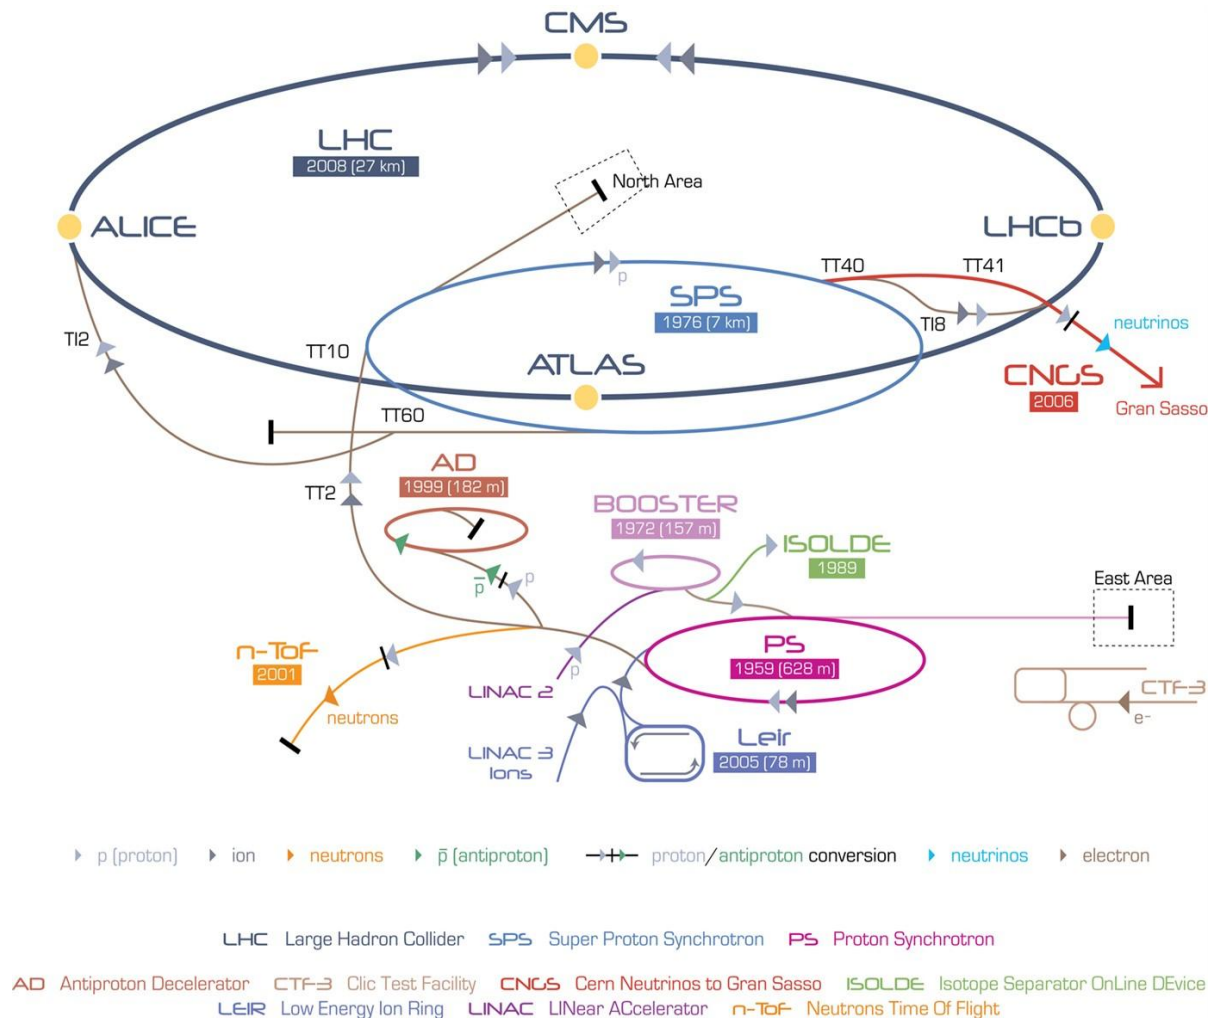 CMS
LHC
2008 (27 km)
North Area
ALICE
LHCb
TT40
TT41
p
SPS
1976 (7 km)
TI8
neutrinos
TI2
TT10
ATLAS
CNGS
2006
Gran Sasso
TT60
AD
1999 (182 m)
TT2
BOOSTER
1972 (157 m)
ISOLDE
1989
p̄
p
East Area
n-ToF
2001
PS
1959 (628 m)
p
LINAC 2
neutrons
CTF-3
e-
LINAC 3
Ions
Leir
2005 (78 m)
p (proton) ion neutrons p̄ (antiproton) proton/antiproton conversion neutrinos electron
LHC Large Hadron Collider SPS Super Proton Synchrotron PS Proton Synchrotron
AD Antiproton Decelerator CTF-3 Clic Test Facility CNGS Cern Neutrinos to Gran Sasso ISOLDE Isotope Separator OnLine DEvice
LEIR Low Energy Ion Ring LINAC LINear ACcelerator n-ToF Neutrons Time Of Flight